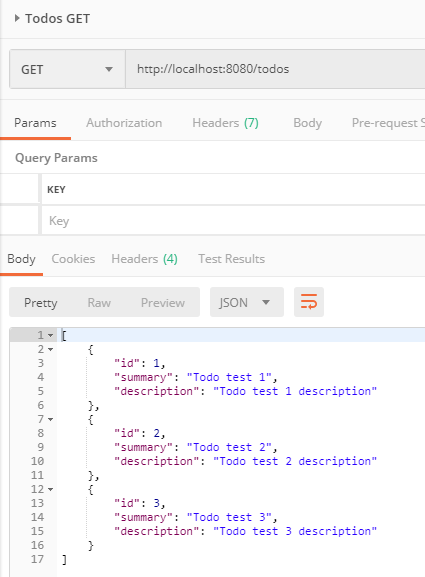 Todos GET
GET http://localhost:8080/todos
Params Authorization Headers (7) Body Pre-request S
Query Params
KEY
Key
Body Cookies Headers (4) Test Results
Pretty Raw Preview JSON
1 [
2 {
3 "id": 1,
4 "summary": "Todo test 1",
5 "description": "Todo test 1 description"
6 },
7 {
8 "id": 2,
9 "summary": "Todo test 2",
10 "description": "Todo test 2 description"
11 },
12 {
13 "id": 3,
14 "summary": "Todo test 3",
15 "description": "Todo test 3 description"
16 }
17 ]